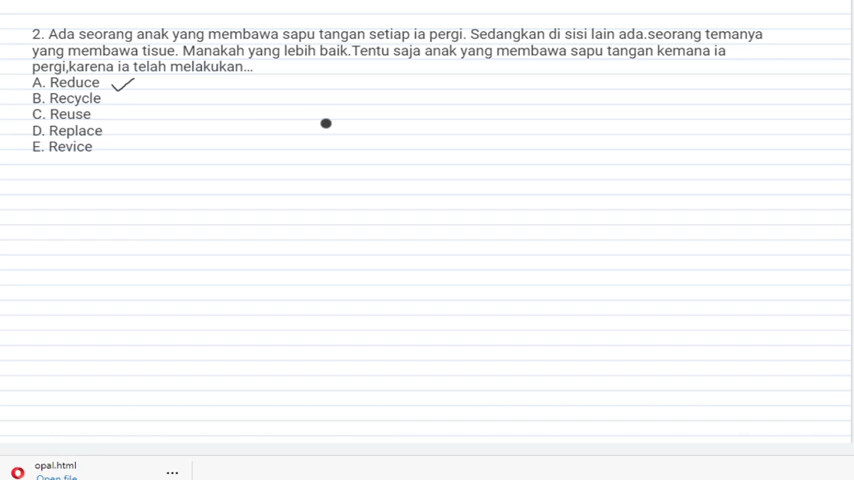 2. Ada seorang anak yang membawa sapu tangan setiap ia pergi. Sedangkan di sisi lain ada.seorang temanya
yang membawa tisue. Manakah yang lebih baik.Tentu saja anak yang membawa sapu tangan kemana ia
pergi,karena ia telah melakukan...
A. Reduce
B. Recycle
C. Reuse
D. Replace
E. Revice
opal.html
Open file
...